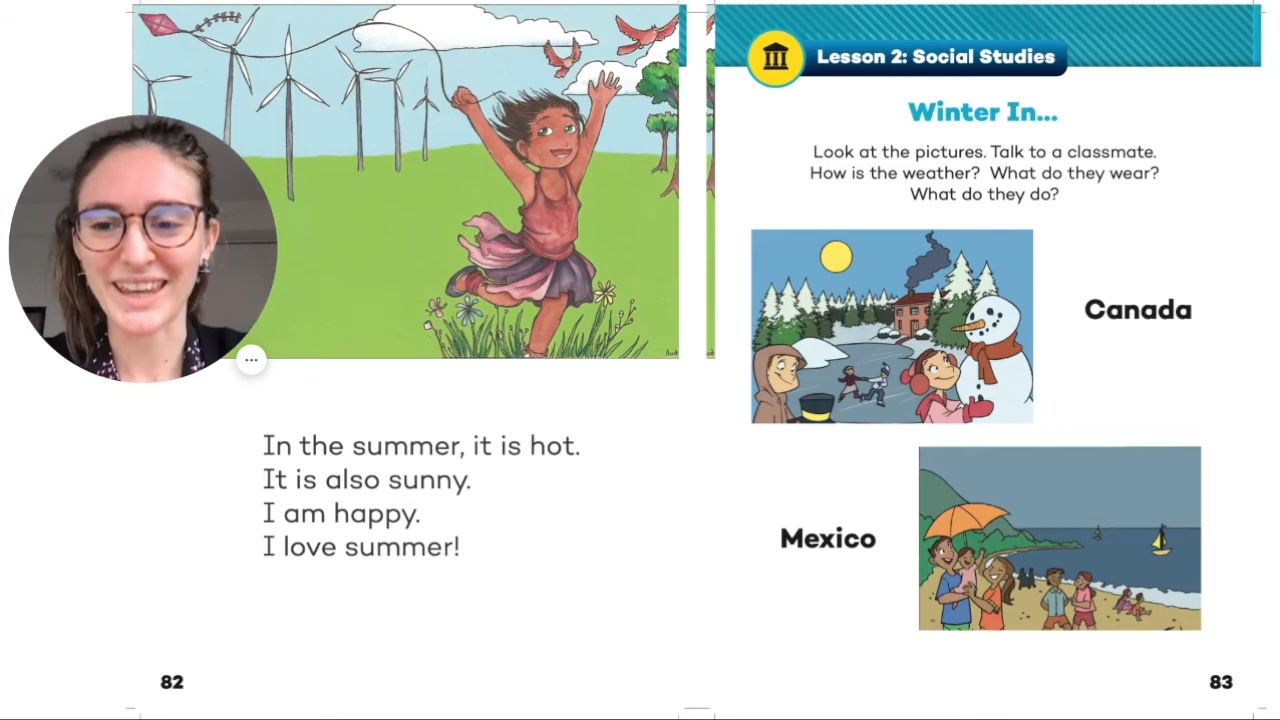 In the summer, it is hot.
It is also sunny.
I am happy.
I love summer!
82
Lesson 2: Social Studies
Winter In...
Look at the pictures. Talk to a classmate.
How is the weather? What do they wear?
What do they do?
Canada
Mexico
83